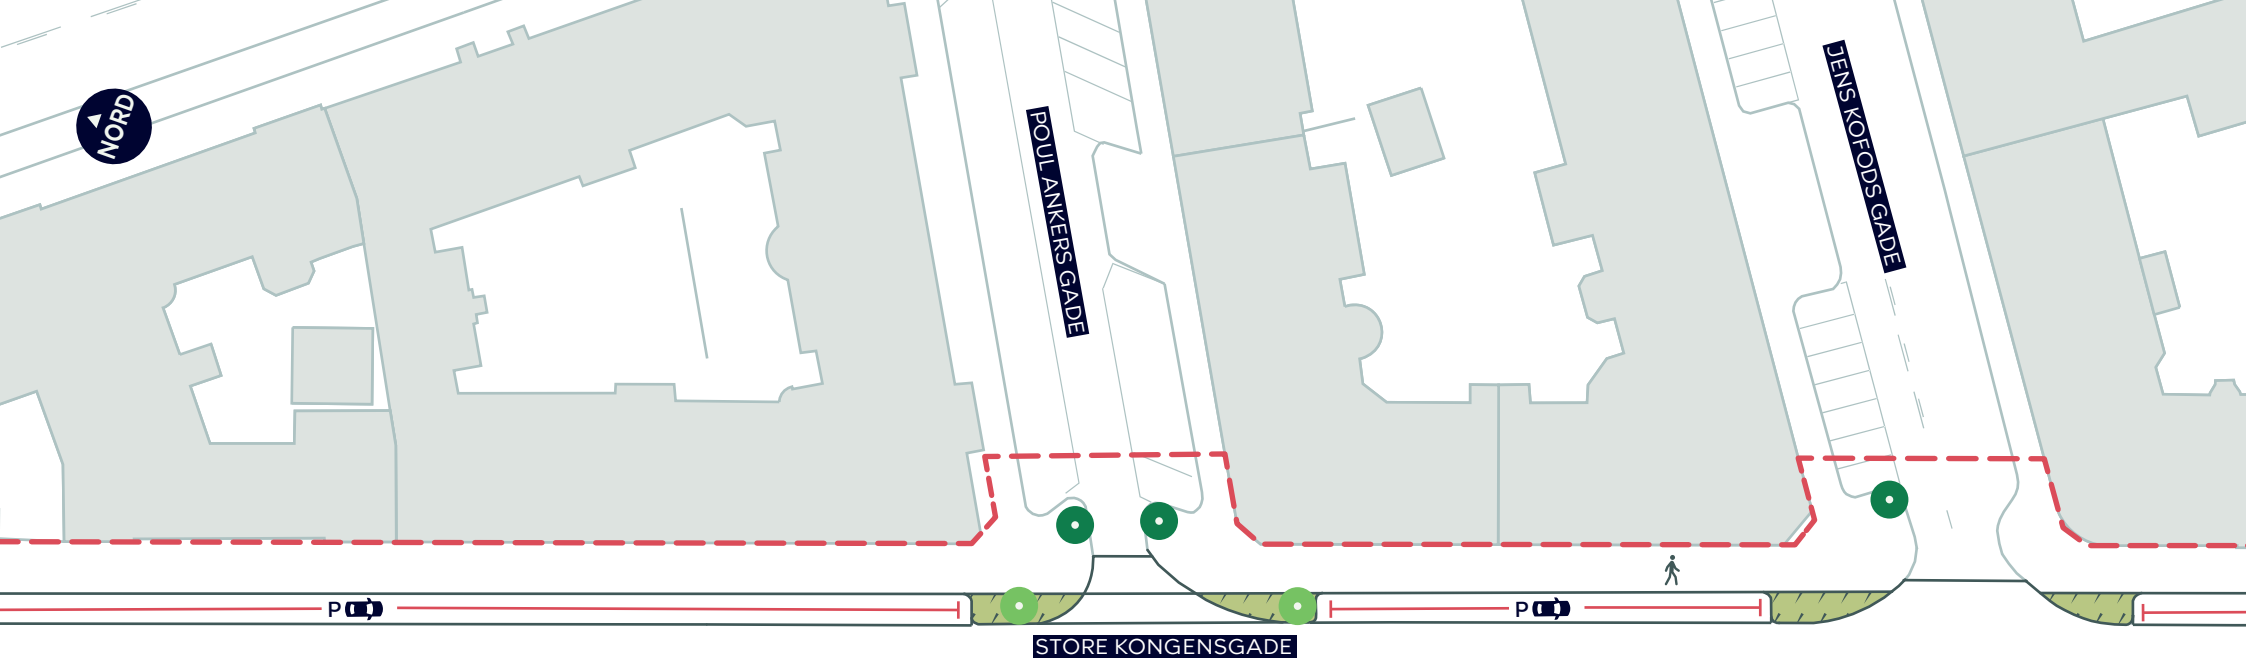 NORD
POUL ANKERS GADE
JENS KOFODS GADE
P
P
STORE KONGENSGADE